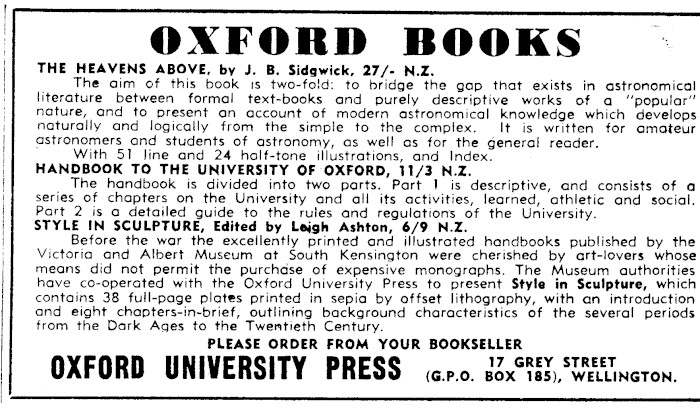 OXFORD BOOKS
THE HEAVENS ABOVE, by J. B. Sidgwick, 27/- N.Z.
The aim of this book is two-fold: to bridge the gap that exists in astronomical
literature between formal text-books and purely descriptive works of a "popular"
nature, and to present an account of modern astronomical knowledge which develops
naturally and logically from the simple to the complex. It is written for amateur
astronomers and students of astronomy, as well as for the general reader.
With 51 line and 24 half-tone illustrations, and Index.
HANDBOOK TO THE UNIVERSITY OF OXFORD, 11/3 N.Z.
The handbook is divided into two parts. Part 1 is descriptive, and consists of a
series of chapters on the University and all its activities, learned, athletic and social.
Part 2 is a detailed guide to the rules and regulations of the University.
STYLE IN SCULPTURE, Edited by Leigh Ashton, 6/9 N.Z.
Before the war the excellently printed and illustrated handbooks published by the
Victoria and Albert Museum at South Kensington were cherished by art-lovers whose
means did not permit the purchase of expensive monographs. The Museum authorities
have co-operated with the Oxford University Press to present Style in Sculpture, which
contains 38 full-page plates printed in sepia by offset lithography, with an introduction
and eight chapters-in-brief, outlining background characteristics of the several periods
from the Dark Ages to the Twentieth Century.
PLEASE ORDER FROM YOUR BOOKSELLER
OXFORD UNIVERSITY PRESS 17 GREY STREET
(G.P.O. BOX 185), WELLINGTON.